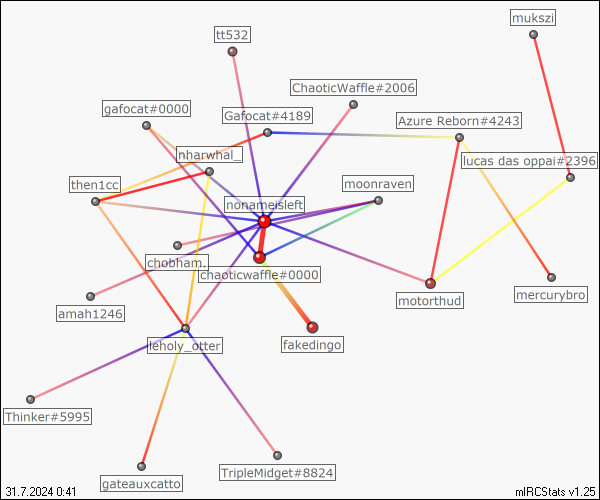 mukszi
tt532
ChaoticWaffle#2006
gafocat#0000
Gafocat#4189
Azure Reborn#4243
nharwhal_
lucas das oppai#2396
then1cc
moonraven
nonameisleft
chobham.
chaoticwaffle#0000
amah1246
motorthud
mercurybro
leholy_otter
fakedingo
Thinker#5995
gateauxcatto
TripleMidget#8824
31.7.2024 0:41
mIRCStats v1.25